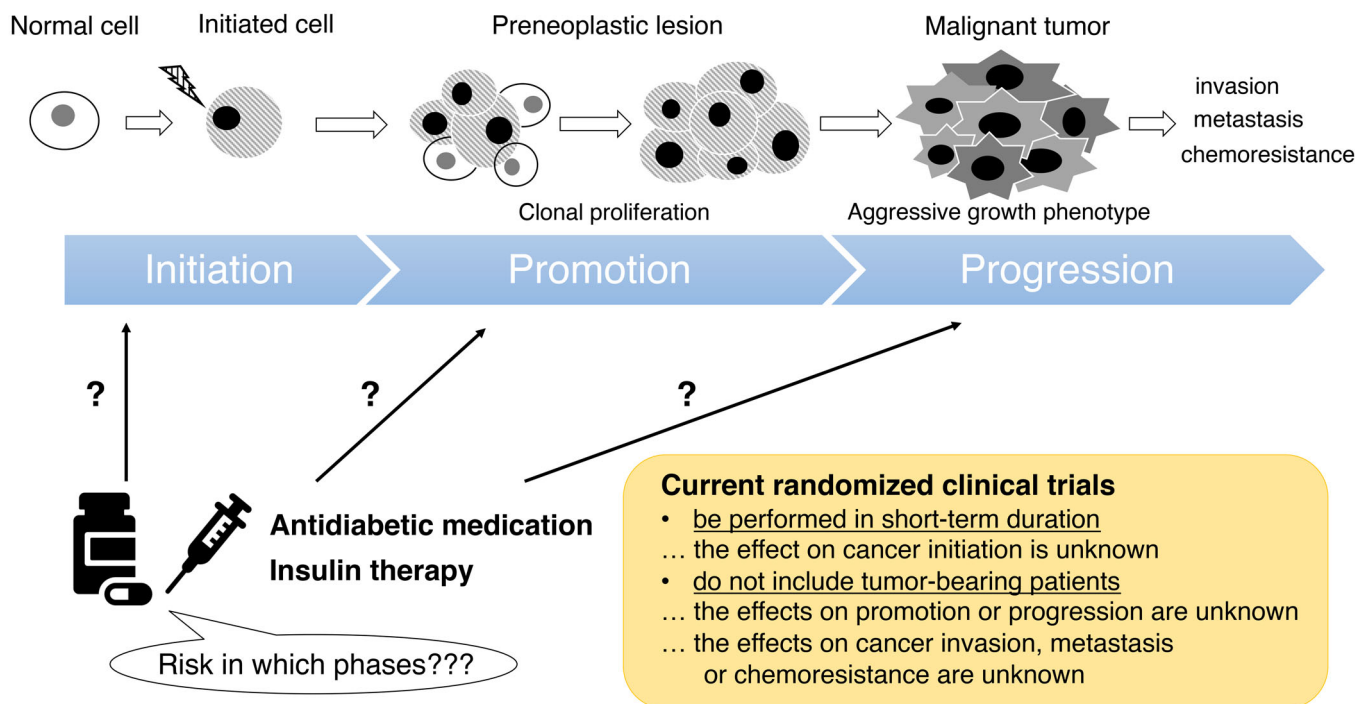 Normal cell
Initiated cell
Preneoplastic lesion
Malignant tumor
invasion
metastasis
chemoresistance
Clonal proliferation
Aggressive growth phenotype
Initiation
Promotion
Progression
?
?
?
Antidiabetic medication
Insulin therapy
Risk in which phases???
Current randomized clinical trials
• be performed in short-term duration
… the effect on cancer initiation is unknown
• do not include tumor-bearing patients
… the effects on promotion or progression are unknown
… the effects on cancer invasion, metastasis
or chemoresistance are unknown